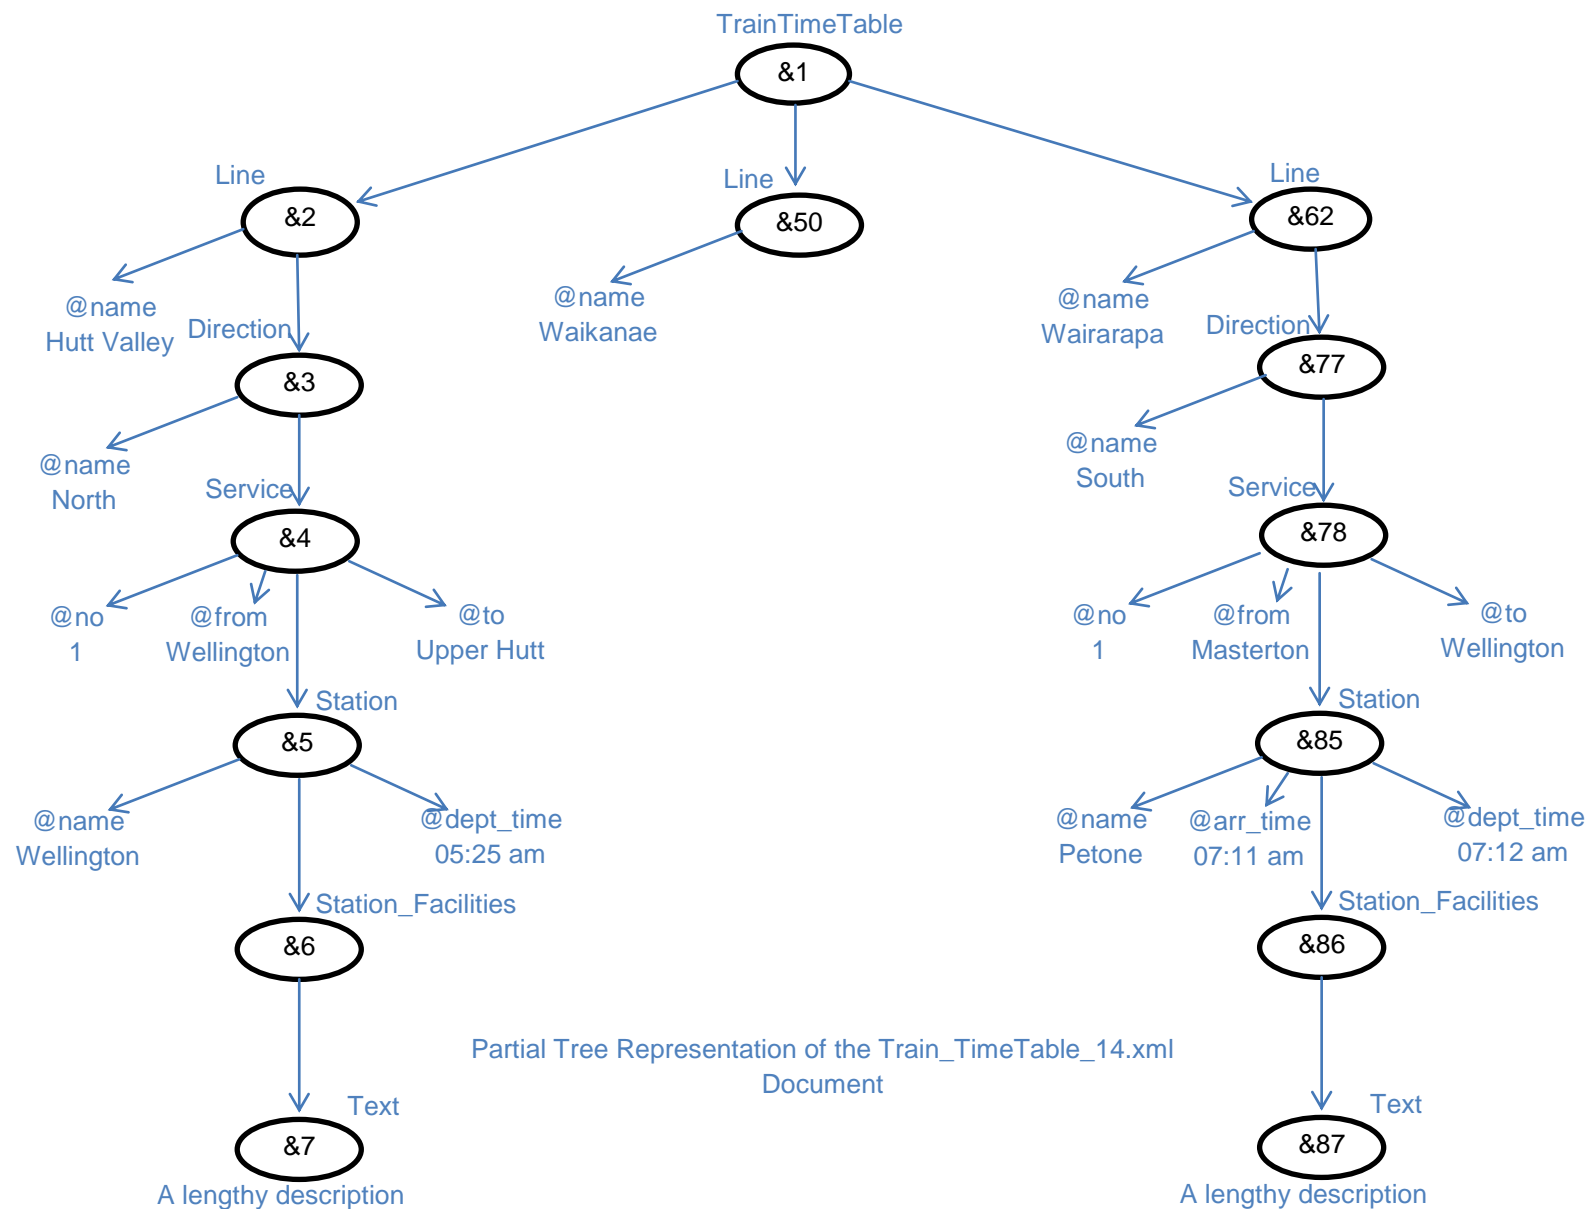 TrainTimeTable
&1
Line
Line
Line
&2
&50
&62
@name
Hutt Valley
@name
Waikanae
@name
Wairarapa
Direction
Direction
&3
&77
@name
North
@name
South
Service
Service
&4
&78
@no
1
@from
Wellington
@to
Upper Hutt
@no
1
@from
Masterton
@to
Wellington
Station
Station
&5
&85
@name
Wellington
@dept_time
05:25 am
@name
Petone
@arr_time
07:11 am
@dept_time
07:12 am
Station_Facilities
Station_Facilities
&6
&86
Partial Tree Representation of the Train_TimeTable_14.xml
Document
Text
Text
&7
&87
A lengthy description
A lengthy description